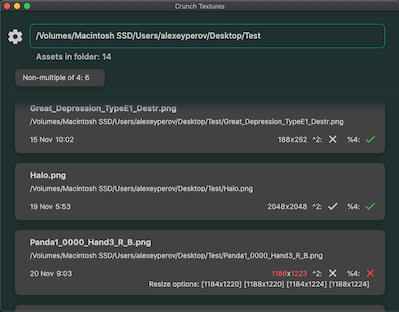 Crunch Textures
/Volumes/Macintosh SSD/Users/alexeyperov/Desktop/Test
Assets in folder: 14
Non-multiple of 4: 6
Great_Depression_TypeE1_Destr.png
/Volumes/Macintosh SSD/Users/alexeyperov/Desktop/Test/Great_Depression_TypeE1_Destr.png
15 Nov 10:02 188x252 ^2: %4:
Halo.png
/Volumes/Macintosh SSD/Users/alexeyperov/Desktop/Test/Halo.png
19 Nov 5:53 2048x2048 ^2: %4:
Panda1_0000_Hand3_R_B.png
/Volumes/Macintosh SSD/Users/alexeyperov/Desktop/Test/Panda1_0000_Hand3_R_B.png
20 Nov 9:03 1186x1223 ^2: %4:
Resize options: [1184x1220] [1188x1220] [1184x1224] [1188x1224]